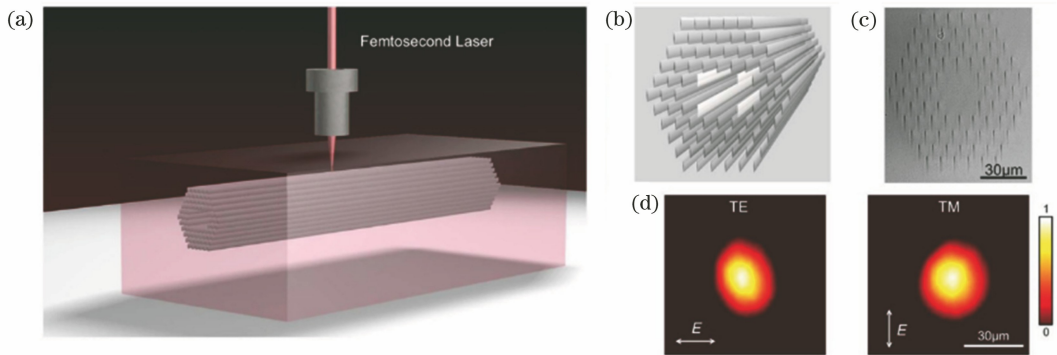 (a)
Femtosecond Laser
(b)
(c)
30μm
(d)
TE
E
TM
E
30μm
1
0